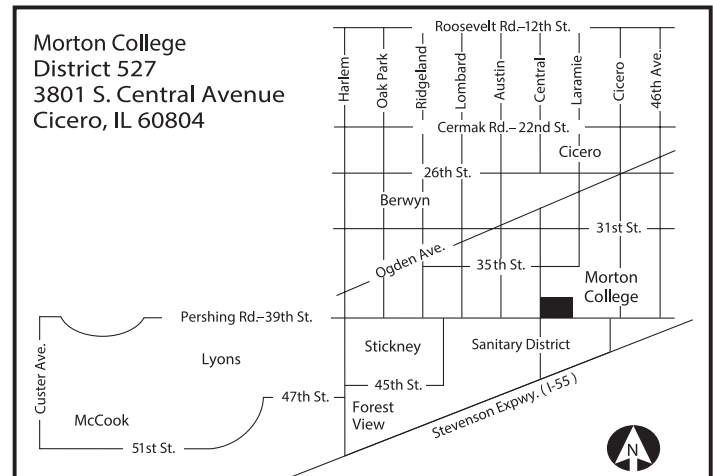 Morton College
District 527
3801 S. Central Avenue
Cicero, IL 60804
Roosevelt Rd.–12th St.
Harlem
Oak Park
Ridgeland
Lombard
Austin
Central
Laramie
Cicero
46th Ave.
Cermak Rd.–22nd St.
Cicero
26th St.
Berwyn
31st St.
Ogden Ave.
35th St.
Morton
College
Pershing Rd.–39th St.
Custer Ave.
Lyons
Stickney
Sanitary District
47th St.
45th St.
Stevenson Expwy. ( I-55 )
Forest
View
McCook
51st St.
N